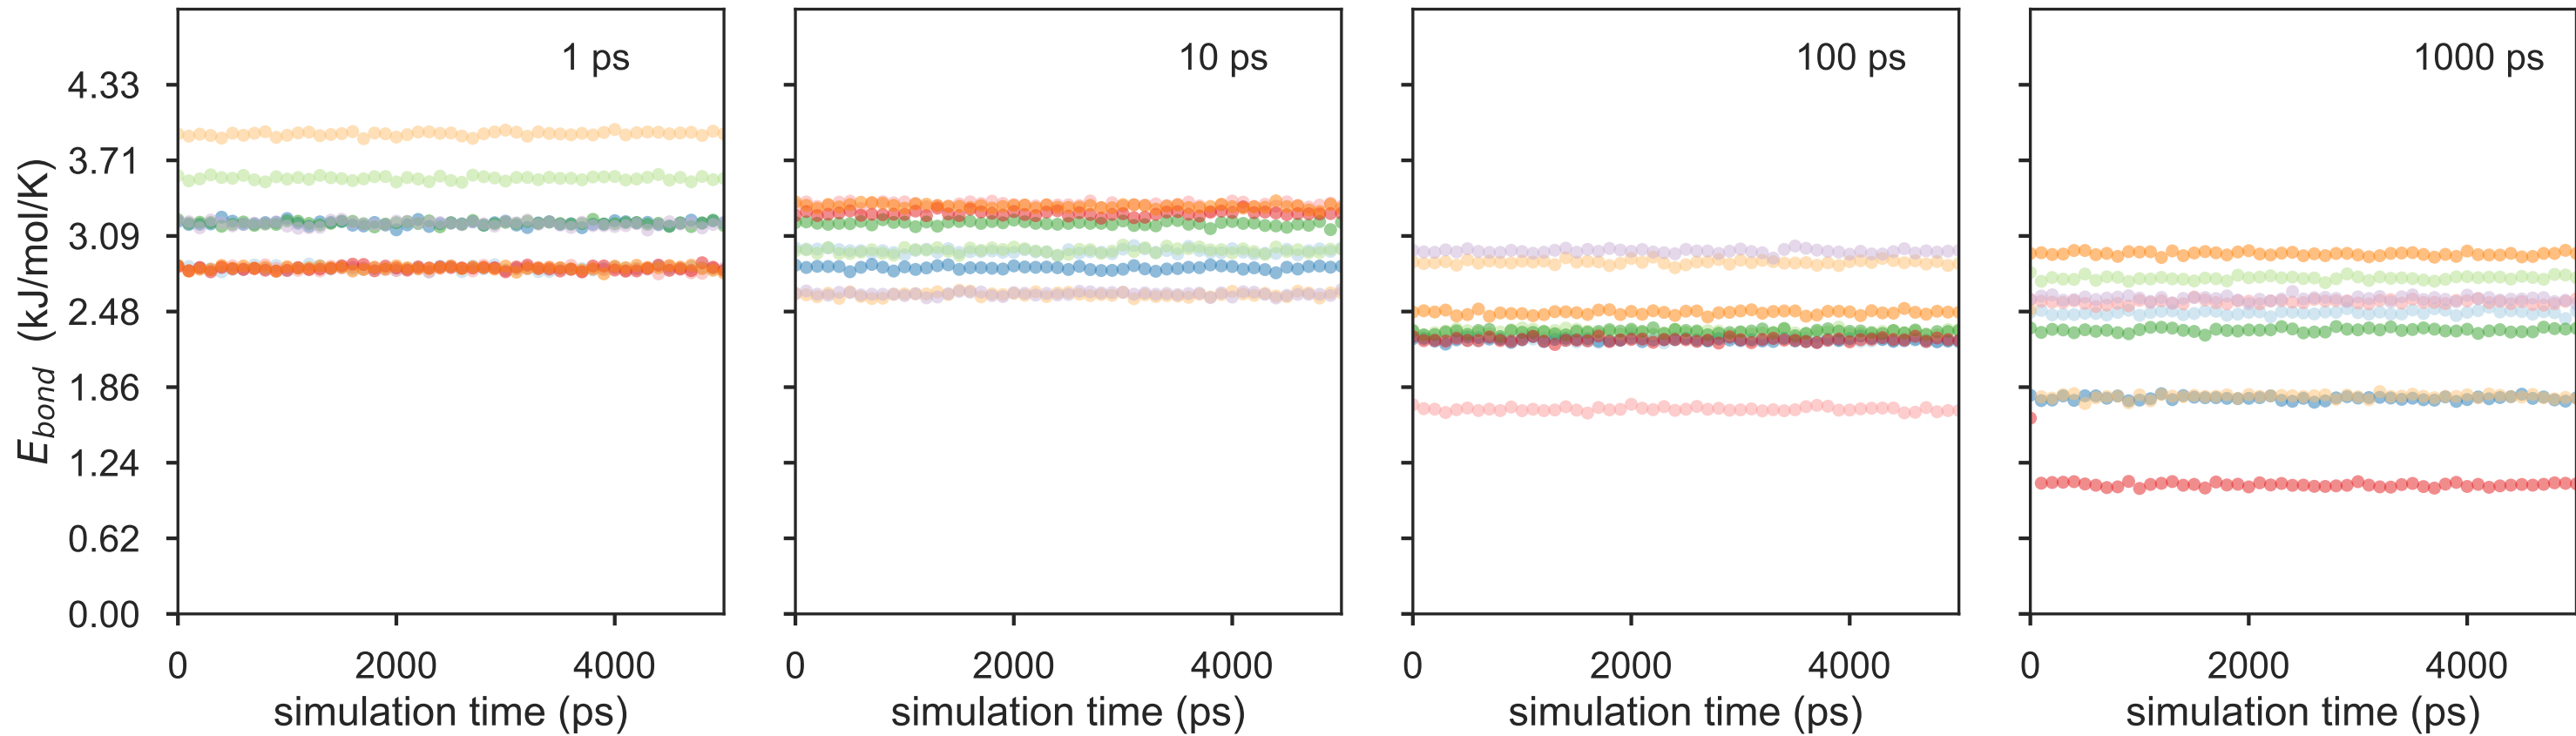 1 ps
10 ps
100 ps
1000 ps
4.33
3.71
3.09
2.48
1.86
1.24
0.62
0.00
E_bond (kJ/mol/K)
0 2000 4000
0 2000 4000
0 2000 4000
0 2000 4000
simulation time (ps)
simulation time (ps)
simulation time (ps)
simulation time (ps)